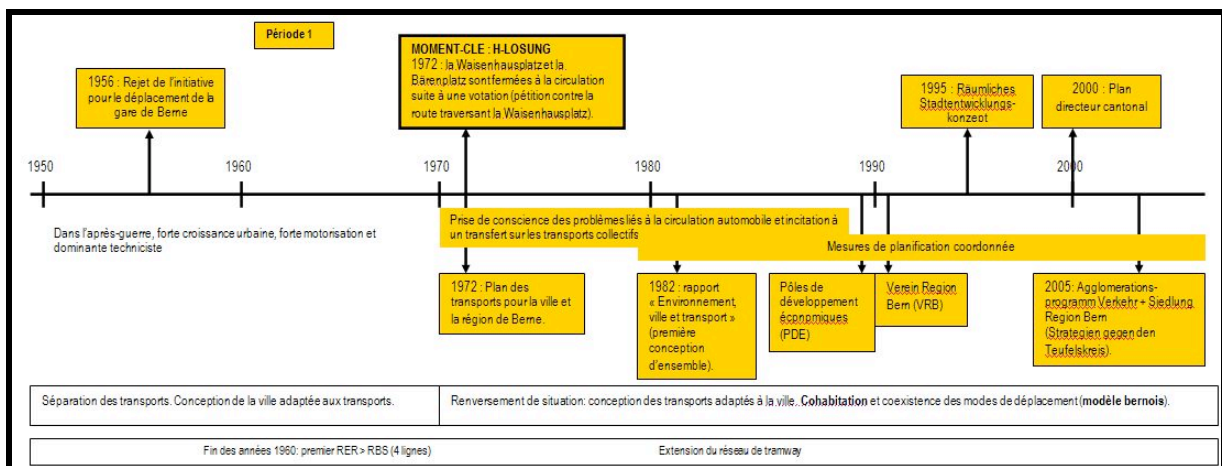 Période 1
1956 : Rejet de l'initiative
pour le déplacement de la
gare de Berne
MOMENT-CLE : H-LOSUNG
1972 : la Waisenhausplatz et la
Bärenplatz sont fermées à la circulation
suite à une votation (pétition contre la
route traversant la Waisenhausplatz).
1995 : Räumliches
Stadtentwicklungs-
konzept
2000 : Plan
directeur cantonal
1950
1960
1970
1980
1990
2000
Dans l'après-guerre, forte croissance urbaine, forte motorisation et
dominante techniciste
Prise de conscience des problèmes liés à la circulation automobile et incitation à
un transfert sur les transports collectifs
Mesures de planification coordonnée
1972 : Plan des
transports pour la ville et
la région de Berne.
1982 : rapport
« Environnement,
ville et transport »
(première
conception
d'ensemble).
Pôles de
développement
économiques
(PDE)
Verein Region
Bern (VRB)
2005: Agglomerations-
programm Verkehr + Siedlung
Region Bern
(Strategien gegen den
Teufelskreis).
Séparation des transports. Conception de la ville adaptée aux transports.
Renversement de situation: conception des transports adaptés à la ville. Cohabitation et coexistence des modes de déplacement (modèle bernois).
Fin des années 1960: premier RER > RBS (4 lignes)
Extension du réseau de tramway